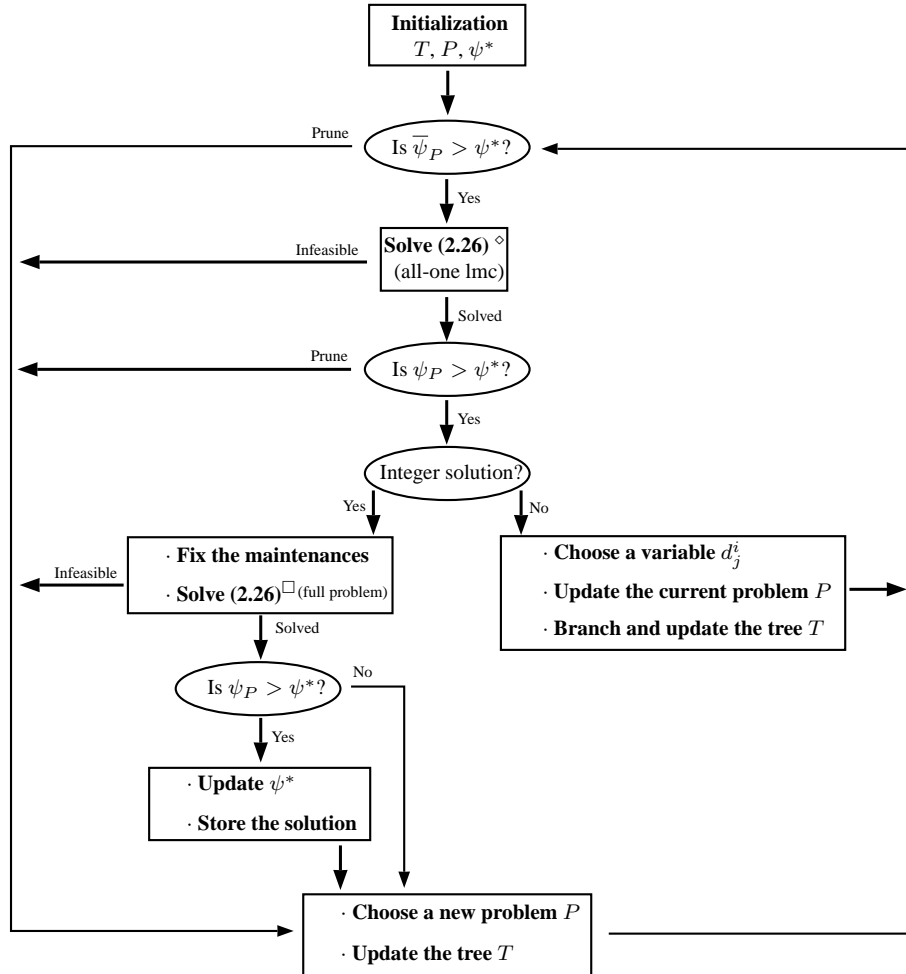 Initialization
T, P, ψ*
Prune
Is ψ̅_P > ψ*?
Yes
Infeasible
Solve (2.26) ⋄
(all-one lmc)
Solved
Prune
Is ψ_P > ψ*?
Yes
Integer solution?
Yes
No
· Fix the maintenances
· Solve (2.26)□ (full problem)
Infeasible
· Choose a variable d_j^i
· Update the current problem P
· Branch and update the tree T
Solved
Is ψ_P > ψ*?
No
Yes
· Update ψ*
· Store the solution
· Choose a new problem P
· Update the tree T